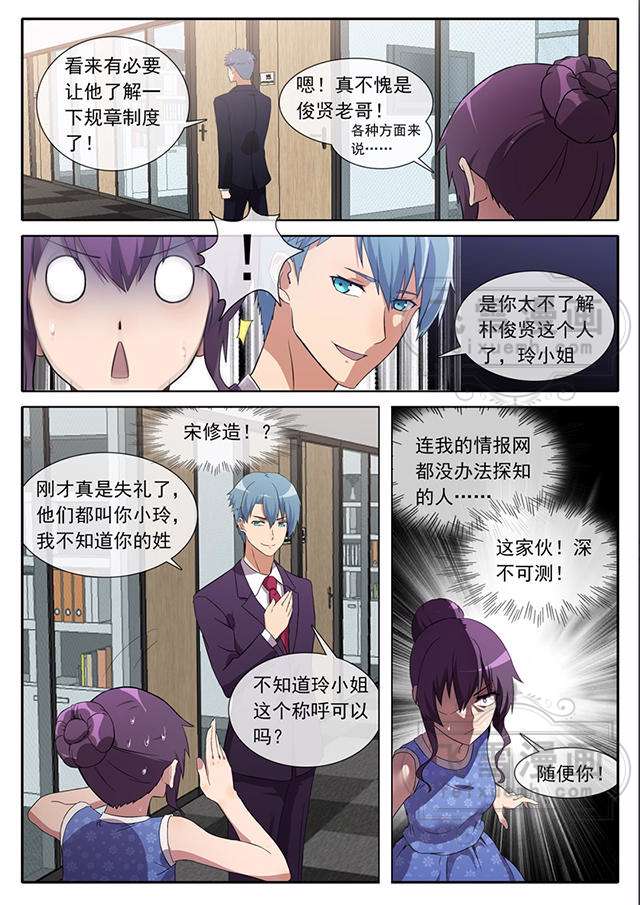 看来有必要
让他了解一
下规章制度
了！
嗯！真不愧是
俊贤老哥！
各种方面来
说……
！
是你太不了解
朴俊贤这个人
了，玲小姐
宋修造！？
刚才真是失礼了，
他们都叫你小玲，
我不知道你的姓
不知道玲小姐
这个称呼可以
吗？
连我的情报网
都没办法探知
的人……
这家伙！深
不可测！
随便你！